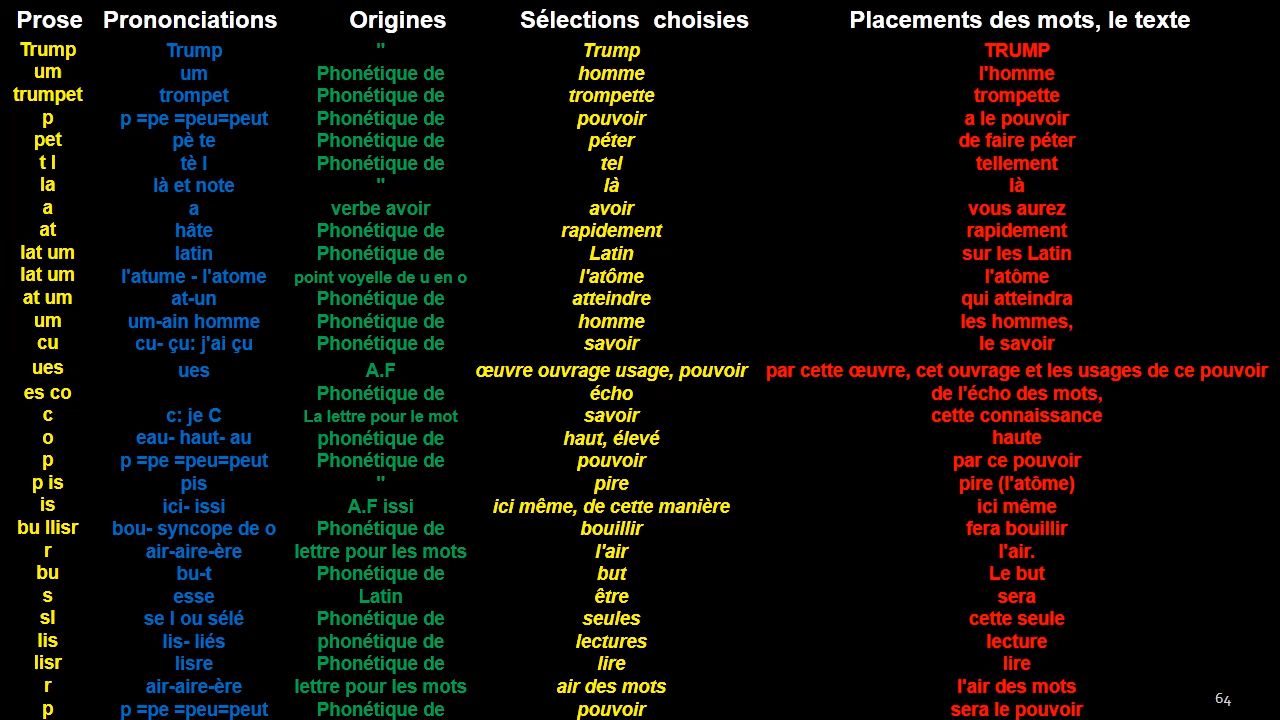 Prose Prononciations Origines Sélections choisies Placements des mots, le texte
Trump Trump " Trump TRUMP
um um Phonétique de homme l'homme
trumpet trompet Phonétique de trompette trompette
p p =pe =peu=peut Phonétique de pouvoir a le pouvoir
pet pè te Phonétique de péter de faire péter
t l tè l Phonétique de tel tellement
la là et note " là là
a a verbe avoir avoir vous aurez
at hâte Phonétique de rapidement rapidement
lat um latin Phonétique de Latin sur les Latin
lat um l'atume - l'atome point voyelle de u en o l'atôme l'atôme
at um at-un Phonétique de atteindre qui atteindra
um um-ain homme Phonétique de homme les hommes,
cu cu- çu: j'ai çu Phonétique de savoir le savoir
ues ues A.F œuvre ouvrage usage, pouvoir par cette œuvre, cet ouvrage et les usages de ce pouvoir
es co Phonétique de écho de l'écho des mots,
c c: je C La lettre pour le mot savoir cette connaissance
o eau- haut- au phonétique de haut, élevé haute
p p =pe =peu=peut Phonétique de pouvoir par ce pouvoir
p is pis " pire pire (l'atôme)
is ici- issi A.F issi ici même, de cette manière ici même
bu llisr bou- syncope de o Phonétique de bouillir fera bouillir
r air-aire-ère lettre pour les mots l'air l'air.
bu bu-t Phonétique de but Le but
s esse Latin être sera
sl se l ou sélé Phonétique de seules cette seule
lis lis- liés phonétique de lectures lecture
lisr lisre Phonétique de lire lire
r air-aire-ère lettre pour les mots air des mots l'air des mots
p p =pe =peu=peut Phonétique de pouvoir sera le pouvoir
64